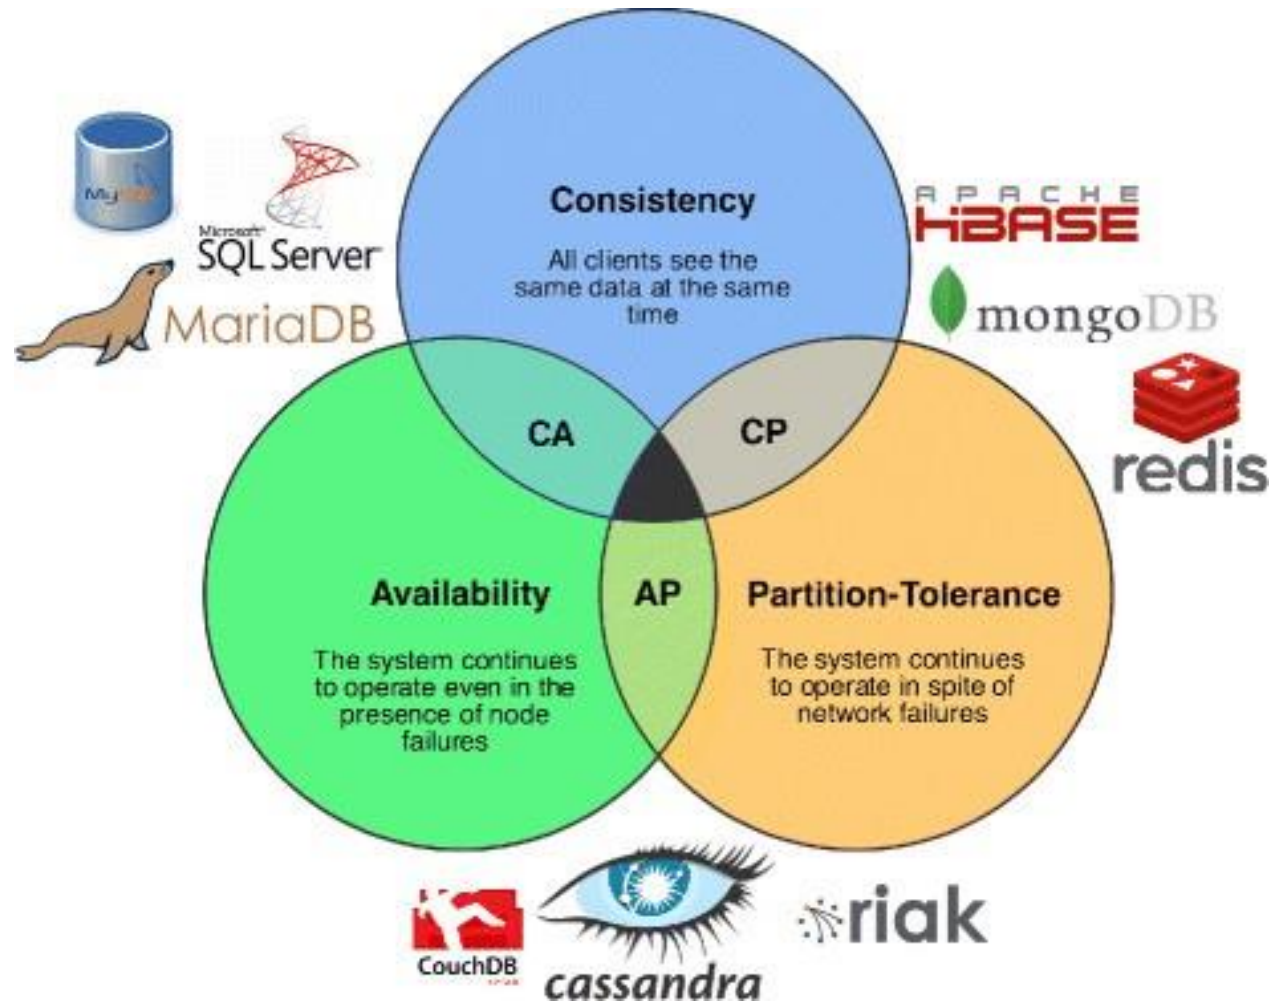 MySQL
Microsoft
SQL Server
MariaDB
Consistency
All clients see the
same data at the same
time
APACHE
HBASE
mongoDB
redis
CA
CP
AP
Availability
The system continues
to operate even in the
presence of node
failures
Partition-Tolerance
The system continues
to operate in spite of
network failures
CouchDB
cassandra
riak